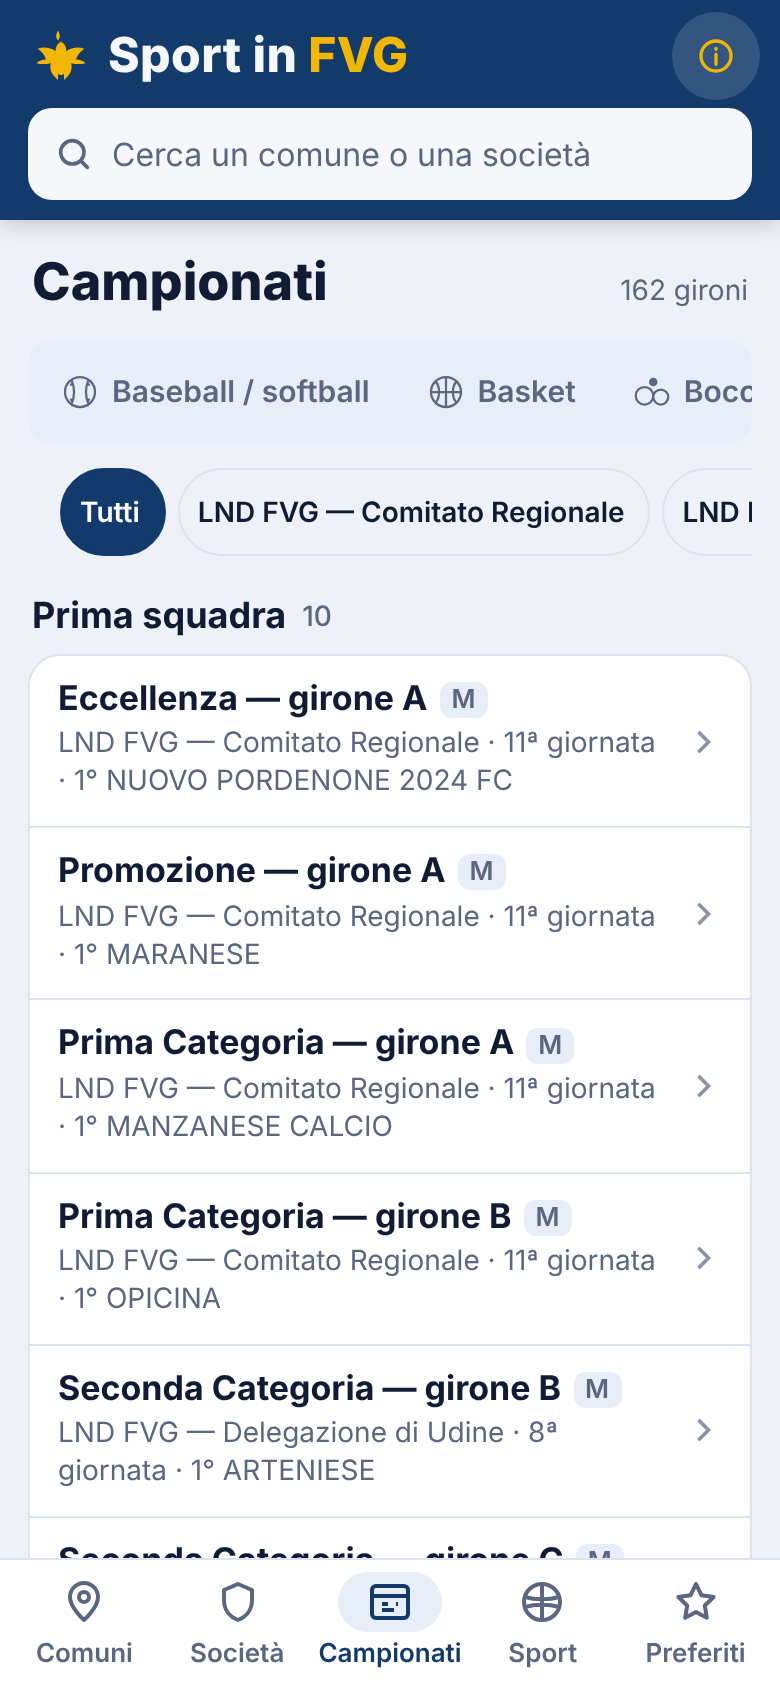 Sport in FVG
Cerca un comune o una società
Campionati
162 gironi
Baseball / softball
Basket
Bocc
Tutti
LND FVG — Comitato Regionale
LND
Prima squadra 10
Eccellenza — girone A M
LND FVG — Comitato Regionale · 11ª giornata
· 1° NUOVO PORDENONE 2024 FC
Promozione — girone A M
LND FVG — Comitato Regionale · 11ª giornata
· 1° MARANESE
Prima Categoria — girone A M
LND FVG — Comitato Regionale · 11ª giornata
· 1° MANZANESE CALCIO
Prima Categoria — girone B M
LND FVG — Comitato Regionale · 11ª giornata
· 1° OPICINA
Seconda Categoria — girone B M
LND FVG — Delegazione di Udine · 8ª
giornata · 1° ARTENIESE
Seconda Categoria — girone C M
Comuni
Società
Campionati
Sport
Preferiti